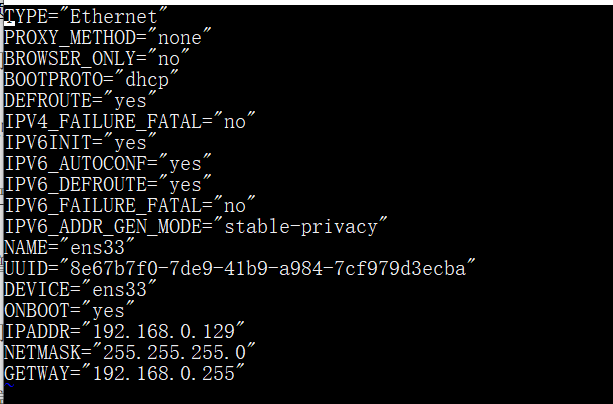 TYPE="Ethernet"
PROXY_METHOD="none"
BROWSER_ONLY="no"
BOOTPROTO="dhcp"
DEFROUTE="yes"
IPV4_FAILURE_FATAL="no"
IPV6INIT="yes"
IPV6_AUTOCONF="yes"
IPV6_DEFROUTE="yes"
IPV6_FAILURE_FATAL="no"
IPV6_ADDR_GEN_MODE="stable-privacy"
NAME="ens33"
UUID="8e67b7f0-7de9-41b9-a984-7cf979d3ecba"
DEVICE="ens33"
ONBOOT="yes"
IPADDR="192.168.0.129"
NETMASK="255.255.255.0"
GETWAY="192.168.0.255"
~